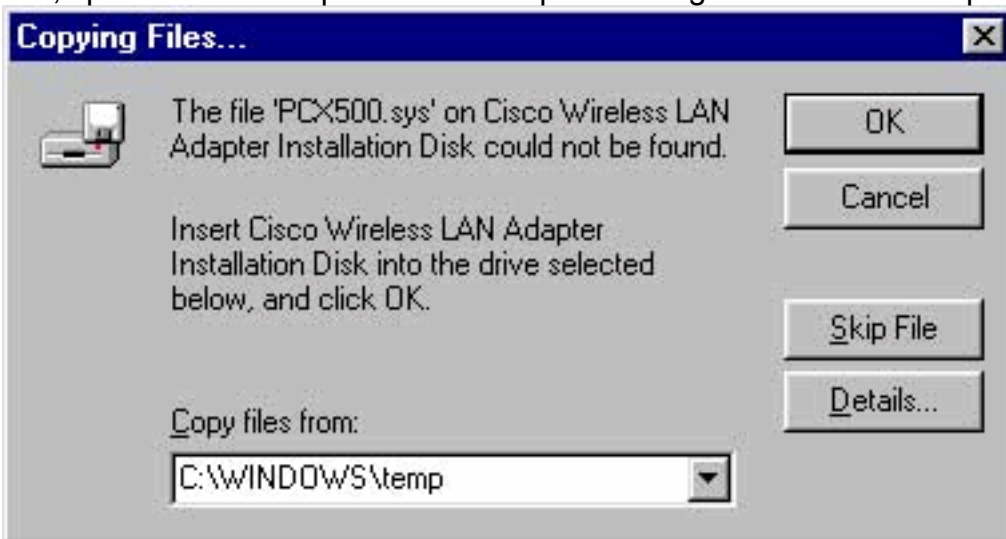 Copying Files...
The file 'PCX500.sys' on Cisco Wireless LAN
Adapter Installation Disk could not be found.
Insert Cisco Wireless LAN Adapter
Installation Disk into the drive selected
below, and click OK.
Copy files from:
C:\WINDOWS\temp
OK
Cancel
Skip File
Details...